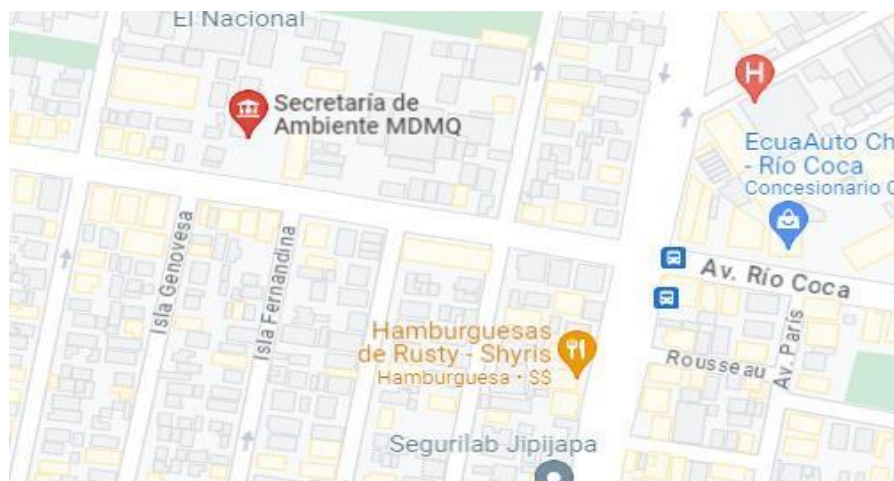 El Nacional
Secretaría de
Ambiente MDMQ
H
EcuaAuto Ch
- Río Coca
Concesionario C
Isla Genovesa
Isla Fernandina
Av. Río Coca
Hamburguesas
de Rusty - Shyris
Hamburguesa · $$
Rousseau
Av. París
Segurilab Jipijapa